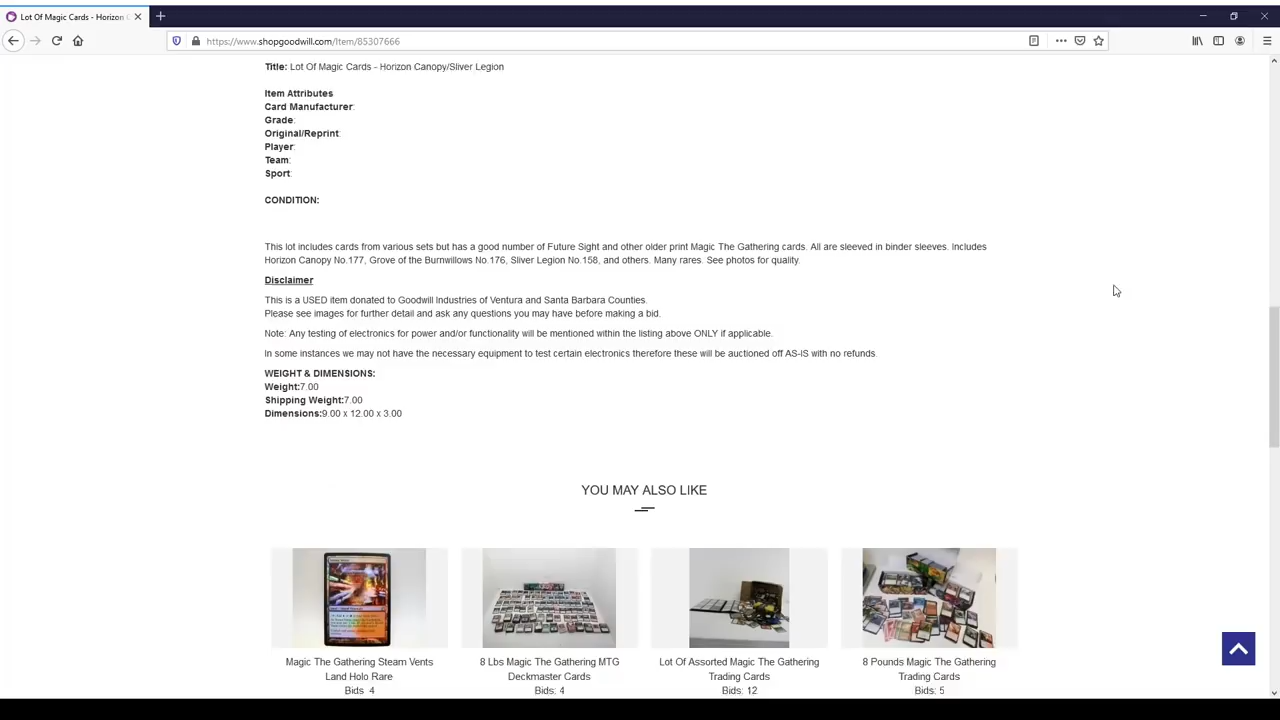 Lot Of Magic Cards - Horizon C
https://www.shopgoodwill.com/Item/85307666
Title: Lot Of Magic Cards - Horizon Canopy/Sliver Legion
Item Attributes
Card Manufacturer:
Grade:
Original/Reprint:
Player:
Team:
Sport:
CONDITION:
This lot includes cards from various sets but has a good number of Future Sight and other older print Magic The Gathering cards. All are sleeved in binder sleeves. Includes
Horizon Canopy No.177, Grove of the Burnwillows No.176, Sliver Legion No.158, and others. Many rares. See photos for quality.
Disclaimer
This is a USED item donated to Goodwill Industries of Ventura and Santa Barbara Counties.
Please see images for further detail and ask any questions you may have before making a bid.
Note: Any testing of electronics for power and/or functionality will be mentioned within the listing above ONLY if applicable.
In some instances we may not have the necessary equipment to test certain electronics therefore these will be auctioned off AS-IS with no refunds.
WEIGHT & DIMENSIONS:
Weight:7.00
Shipping Weight:7.00
Dimensions:9.00 x 12.00 x 3.00
YOU MAY ALSO LIKE
Magic The Gathering Steam Vents
Land Holo Rare
Bids 4
8 Lbs Magic The Gathering MTG
Deckmaster Cards
Bids: 4
Lot Of Assorted Magic The Gathering
Trading Cards
Bids: 12
8 Pounds Magic The Gathering
Trading Cards
Bids: 5